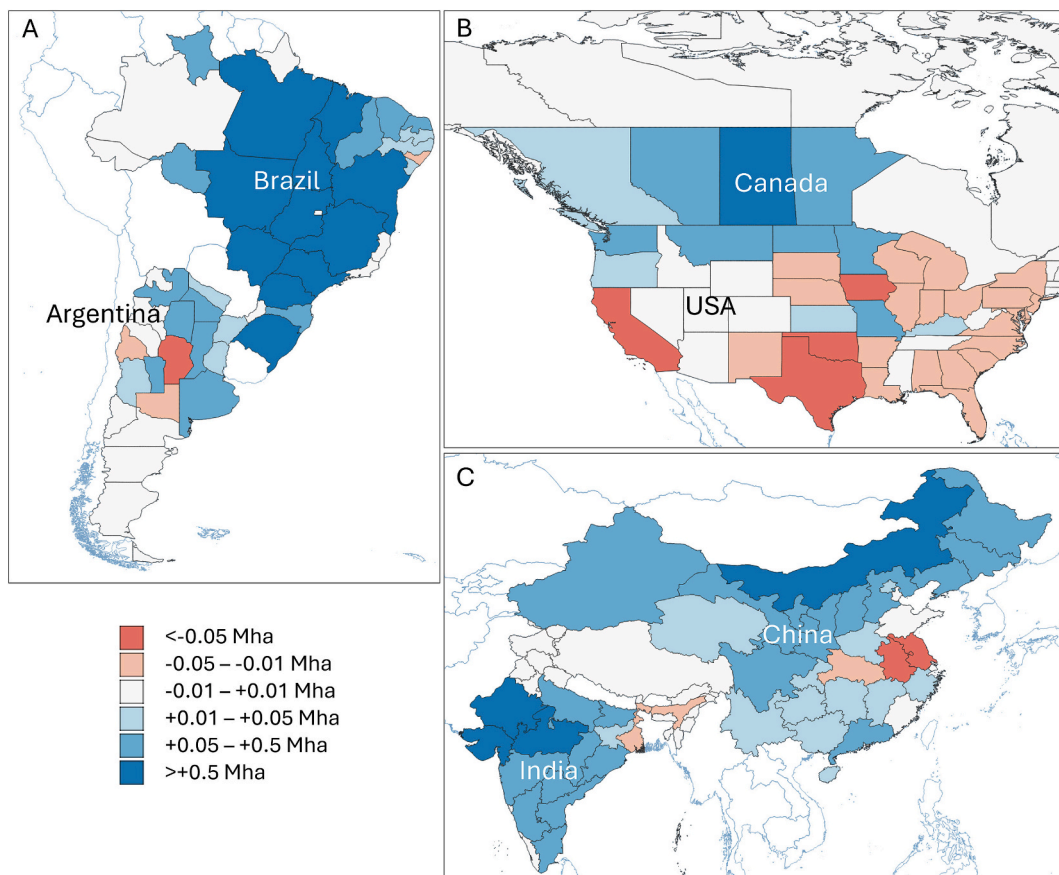 A
Brazil
Argentina
B
Canada
USA
C
China
India
<-0.05 Mha
-0.05 – -0.01 Mha
-0.01 – +0.01 Mha
+0.01 – +0.05 Mha
+0.05 – +0.5 Mha
>+0.5 Mha